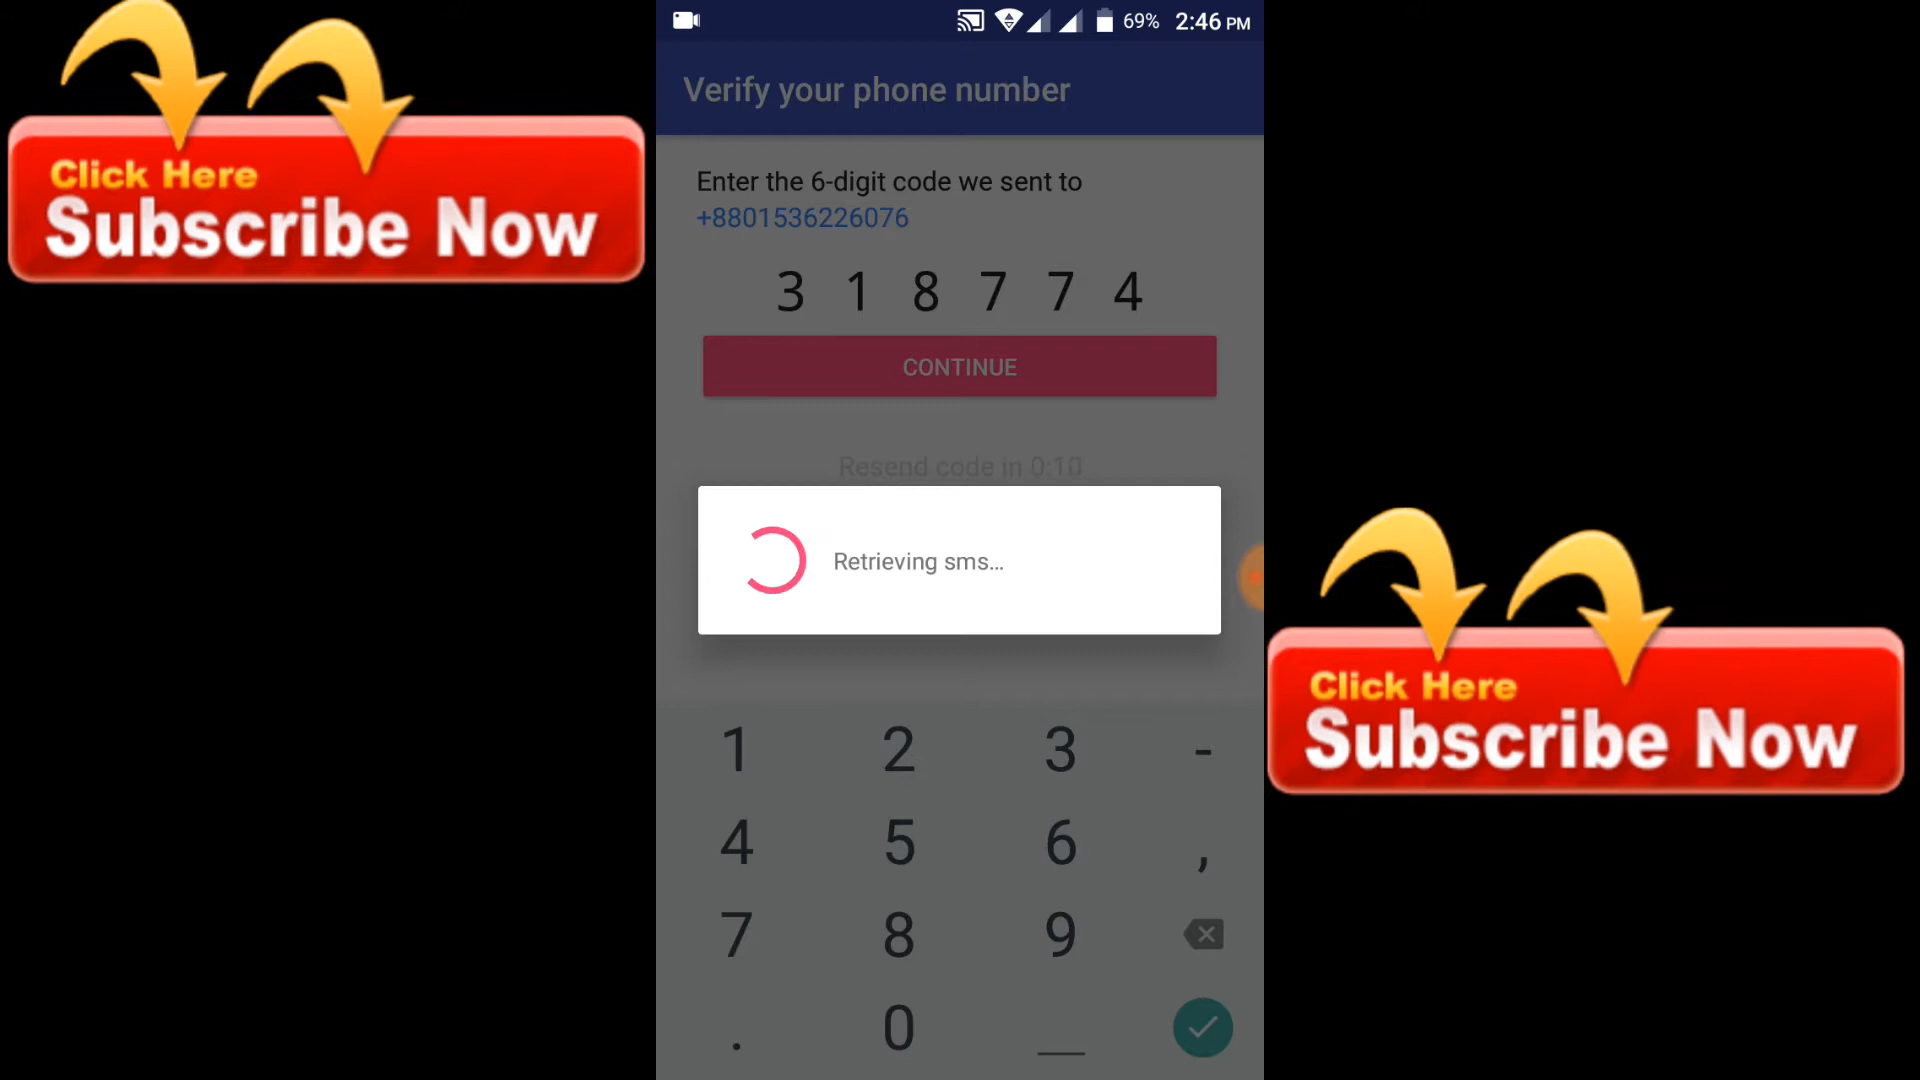 Click Here
Subscribe Now
69% 2:46 PM
Verify your phone number
Enter the 6-digit code we sent to
+8801536226076
3 1 8 7 7 4
CONTINUE
Resend code in 0:10
Retrieving sms...
1 2 3 -
4 5 6 ,
7 8 9
. 0 _
Click Here
Subscribe Now